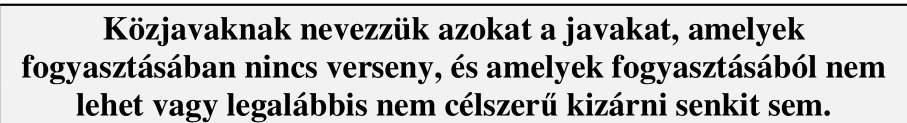 Közjavaknak nevezzük azokat a javakat, amelyek
fogyasztásában nincs verseny, és amelyek fogyasztásából nem
lehet vagy legalábbis nem célszerű kizárni senkit sem.